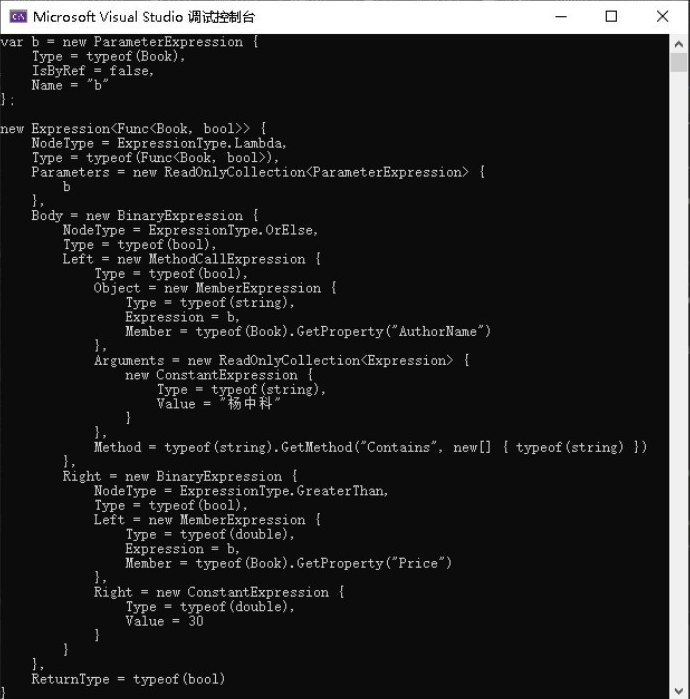 Microsoft Visual Studio 调试控制台
var b = new ParameterExpression {
    Type = typeof(Book),
    IsByRef = false,
    Name = "b"
};

new Expression<Func<Book, bool>> {
    NodeType = ExpressionType.Lambda,
    Type = typeof(Func<Book, bool>),
    Parameters = new ReadOnlyCollection<ParameterExpression> {
        b
    },
    Body = new BinaryExpression {
        NodeType = ExpressionType.OrElse,
        Type = typeof(bool),
        Left = new MethodCallExpression {
            Type = typeof(bool),
            Object = new MemberExpression {
                Type = typeof(string),
                Expression = b,
                Member = typeof(Book).GetProperty("AuthorName")
            },
            Arguments = new ReadOnlyCollection<Expression> {
                new ConstantExpression {
                    Type = typeof(string),
                    Value = "杨中科"
                }
            },
            Method = typeof(string).GetMethod("Contains", new[] { typeof(string) })
        },
        Right = new BinaryExpression {
            NodeType = ExpressionType.GreaterThan,
            Type = typeof(bool),
            Left = new MemberExpression {
                Type = typeof(double),
                Expression = b,
                Member = typeof(Book).GetProperty("Price")
            },
            Right = new ConstantExpression {
                Type = typeof(double),
                Value = 30
            }
        }
    },
    ReturnType = typeof(bool)
}